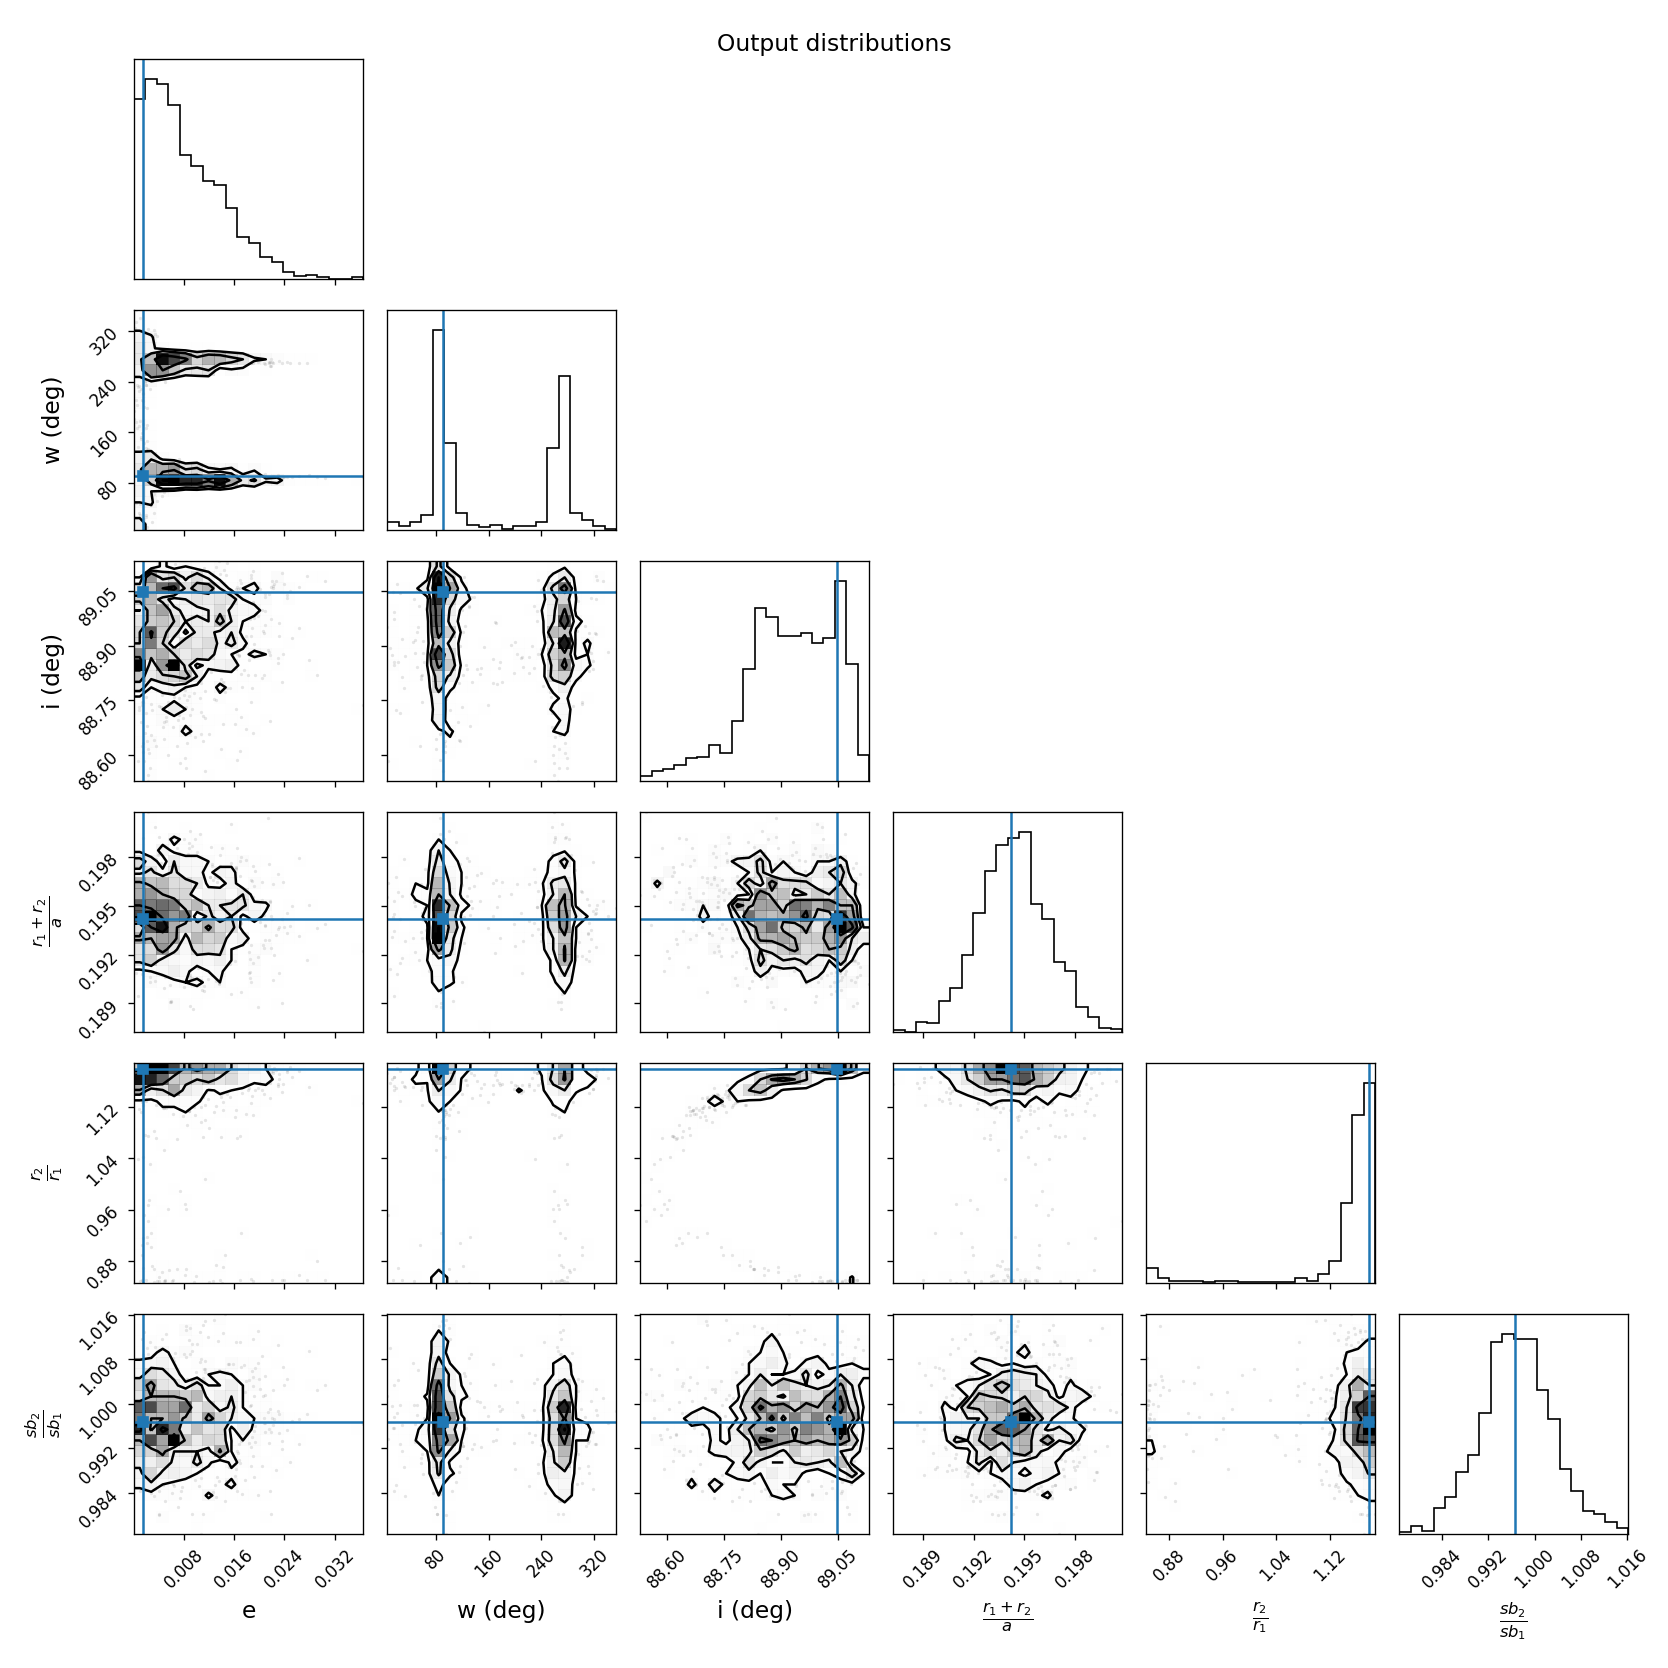 Output distributions
w (deg)
320
240
160
80
i (deg)
89.05
88.90
88.75
88.60
r₁ + r₂
a
0.198
0.195
0.192
0.189
r₂
r₁
1.12
1.04
0.96
0.88
sb₂
sb₁
1.016
1.008
1.000
0.992
0.984
0.008 0.016 0.024 0.032
80 160 240 320
88.60 88.75 88.90 89.05
0.189 0.192 0.195 0.198
0.88 0.96 1.04 1.12
0.984 0.992 1.000 1.008 1.016
e
w (deg)
i (deg)
r₁ + r₂
a
r₂
r₁
sb₂
sb₁